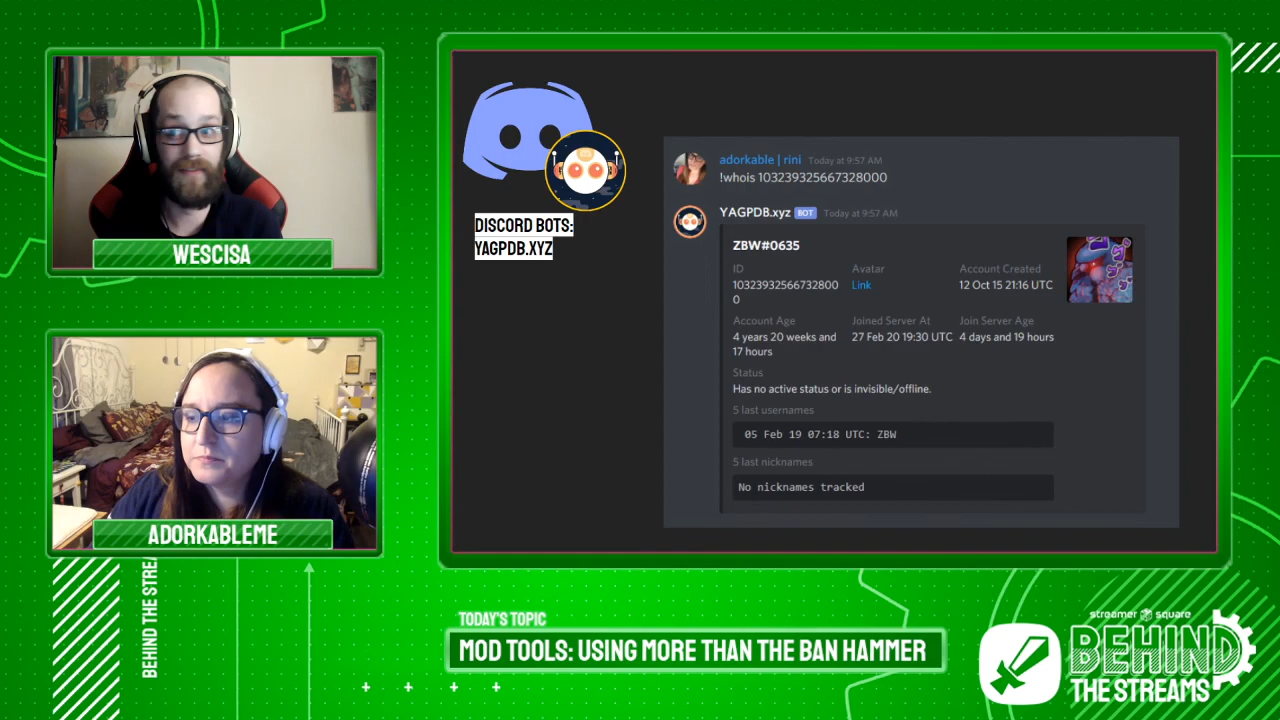 WESCISA
ADORKABLEME
BEHIND THE STREA
DISCORD BOTS:
YAGPDB.XYZ
adorkable | rini Today at 9:57 AM
!whois 103239325667328000
YAGPDB.xyz BOT Today at 9:57 AM
ZBW#0635
ID Avatar Account Created
10323932566732800 Link 12 Oct 15 21:16 UTC
0
Account Age Joined Server At Join Server Age
4 years 20 weeks and 27 Feb 20 19:30 UTC 4 days and 19 hours
17 hours
Status
Has no active status or is invisible/offline.
5 last usernames
05 Feb 19 07:18 UTC: ZBW
5 last nicknames
No nicknames tracked
TODAY'S TOPIC
MOD TOOLS: USING MORE THAN THE BAN HAMMER
streamer square
BEHIND
THE STREAMS